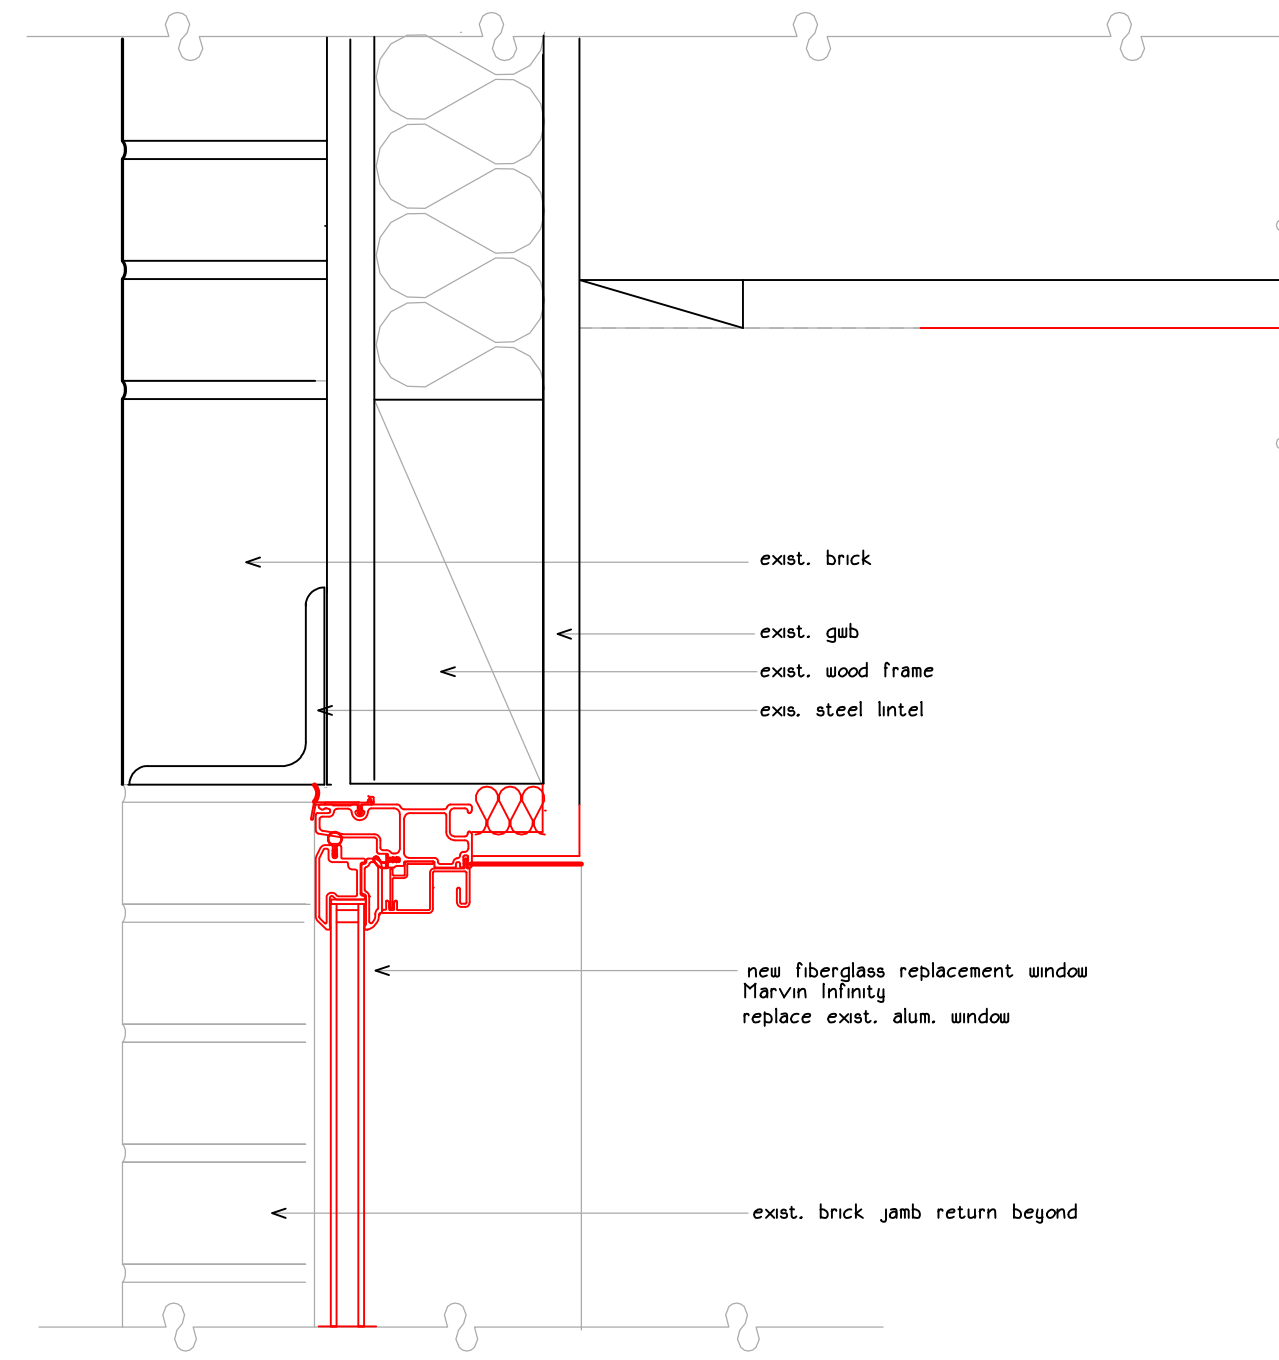 exist. brick
exist. gwb
exist. wood frame
exis. steel lintel
new fiberglass replacement window
Marvin Infinity
replace exist. alum. window
exist. brick jamb return beyond